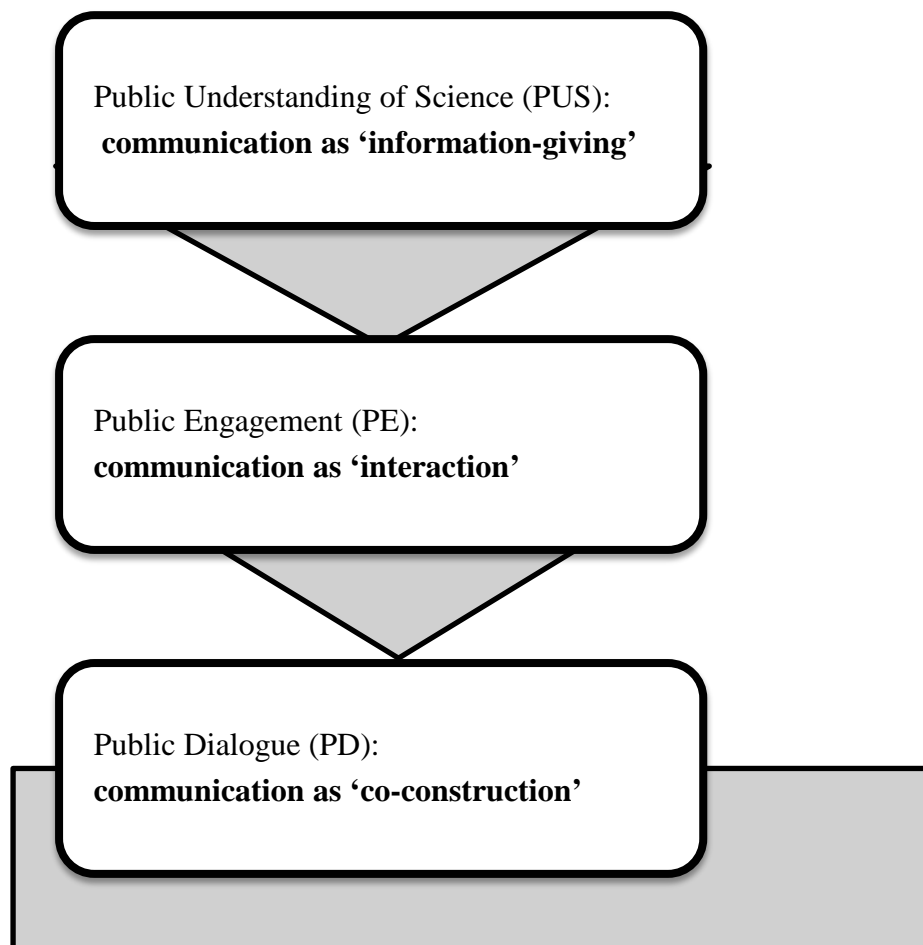 Public Understanding of Science (PUS):
communication as ‘information-giving’
Public Engagement (PE):
communication as ‘interaction’
Public Dialogue (PD):
communication as ‘co-construction’